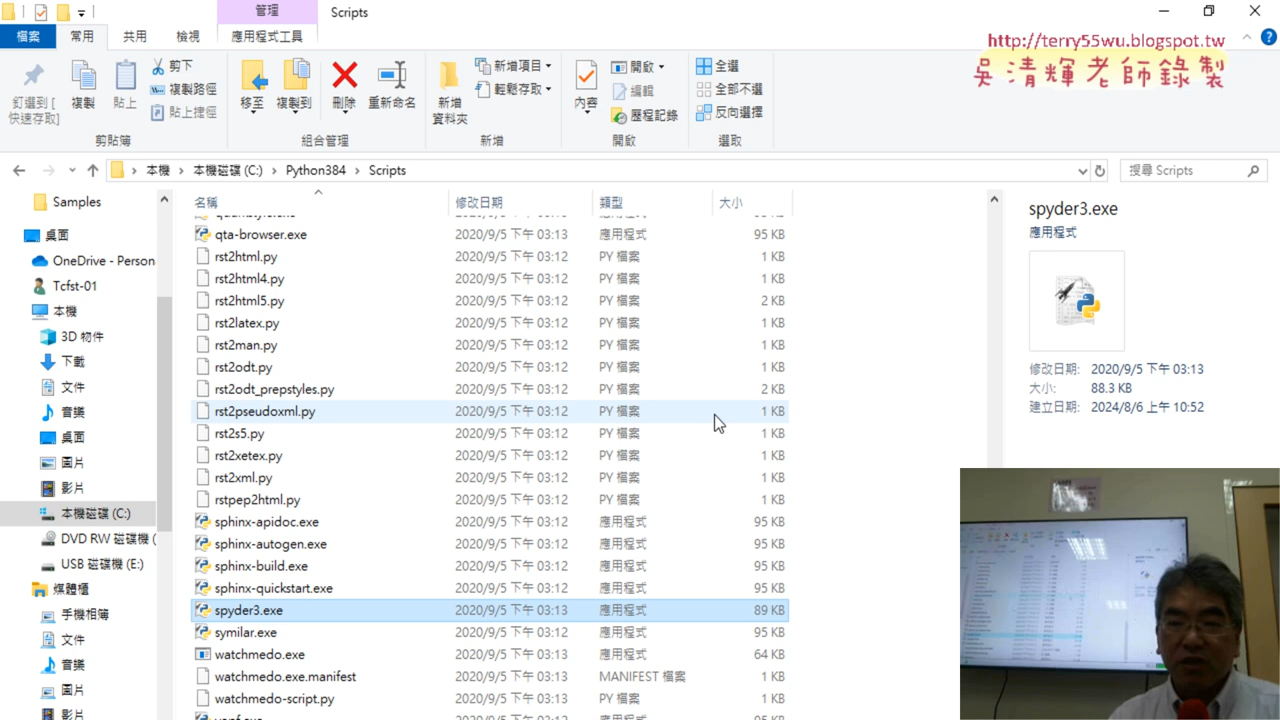 管理
Scripts
檔案
常用
共用
檢視
應用程式工具
http://terry55wu.blogspot.tw
吳清輝老師錄製
釘選到 [
快速存取]
複製
貼上
剪下
複製路徑
貼上捷徑
剪貼簿
移至
複製到
刪除
重新命名
組合管理
新增
資料夾
新增項目
輕鬆存取
新增
內容
開啟
編輯
歷程記錄
開啟
全選
全部不選
反向選擇
選取
本機 › 本機磁碟 (C:) › Python384 › Scripts
搜尋 Scripts
Samples
桌面
OneDrive - Person
Tcfst-01
本機
3D 物件
下載
文件
音樂
桌面
圖片
影片
本機磁碟 (C:)
DVD RW 磁碟機 (
USB 磁碟機 (E:)
媒體櫃
手機相簿
文件
音樂
圖片
影片
名稱 修改日期 類型 大小
qta-browser.exe 2020/9/5 下午 03:13 應用程式 95 KB
rst2html.py 2020/9/5 下午 03:12 PY 檔案 1 KB
rst2html4.py 2020/9/5 下午 03:12 PY 檔案 1 KB
rst2html5.py 2020/9/5 下午 03:12 PY 檔案 2 KB
rst2latex.py 2020/9/5 下午 03:12 PY 檔案 1 KB
rst2man.py 2020/9/5 下午 03:12 PY 檔案 1 KB
rst2odt.py 2020/9/5 下午 03:12 PY 檔案 1 KB
rst2odt_prepstyles.py 2020/9/5 下午 03:12 PY 檔案 2 KB
rst2pseudoxml.py 2020/9/5 下午 03:12 PY 檔案 1 KB
rst2s5.py 2020/9/5 下午 03:12 PY 檔案 1 KB
rst2xetex.py 2020/9/5 下午 03:12 PY 檔案 1 KB
rst2xml.py 2020/9/5 下午 03:12 PY 檔案 1 KB
rstpep2html.py 2020/9/5 下午 03:12 PY 檔案 1 KB
sphinx-apidoc.exe 2020/9/5 下午 03:12 應用程式 95 KB
sphinx-autogen.exe 2020/9/5 下午 03:12 應用程式 95 KB
sphinx-build.exe 2020/9/5 下午 03:12 應用程式 95 KB
sphinx-quickstart.exe 2020/9/5 下午 03:12 應用程式 95 KB
spyder3.exe 2020/9/5 下午 03:13 應用程式 89 KB
symilar.exe 2020/9/5 下午 03:12 應用程式 95 KB
watchmedo.exe 2020/9/5 下午 03:13 應用程式 64 KB
watchmedo.exe.manifest 2020/9/5 下午 03:13 MANIFEST 檔案 1 KB
watchmedo-script.py 2020/9/5 下午 03:13 PY 檔案 1 KB
spyder3.exe
應用程式
修改日期: 2020/9/5 下午 03:13
大小: 88.3 KB
建立日期: 2024/8/6 上午 10:52